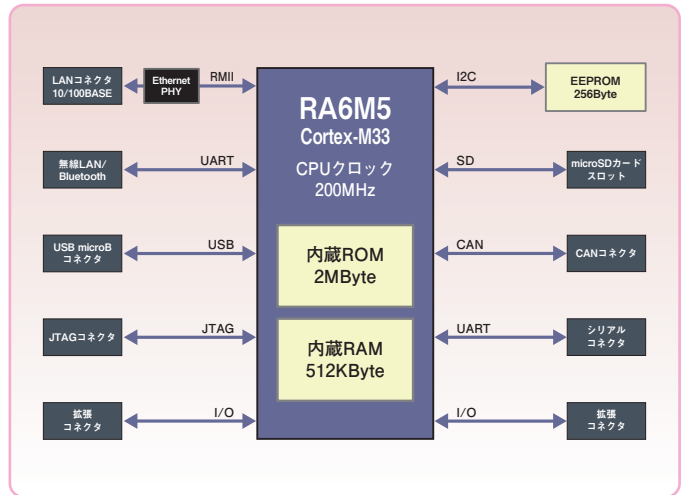 LANコネクタ
10/100BASE
Ethernet
PHY
RMII
無線LAN/
Bluetooth
UART
USB microB
コネクタ
USB
JTAGコネクタ
JTAG
拡張
コネクタ
I/O
RA6M5
Cortex-M33
CPUクロック
200MHz
内蔵ROM
2MByte
内蔵RAM
512KByte
I2C
EEPROM
256Byte
SD
microSDカード
スロット
CAN
CANコネクタ
UART
シリアル
コネクタ
I/O
拡張
コネクタ